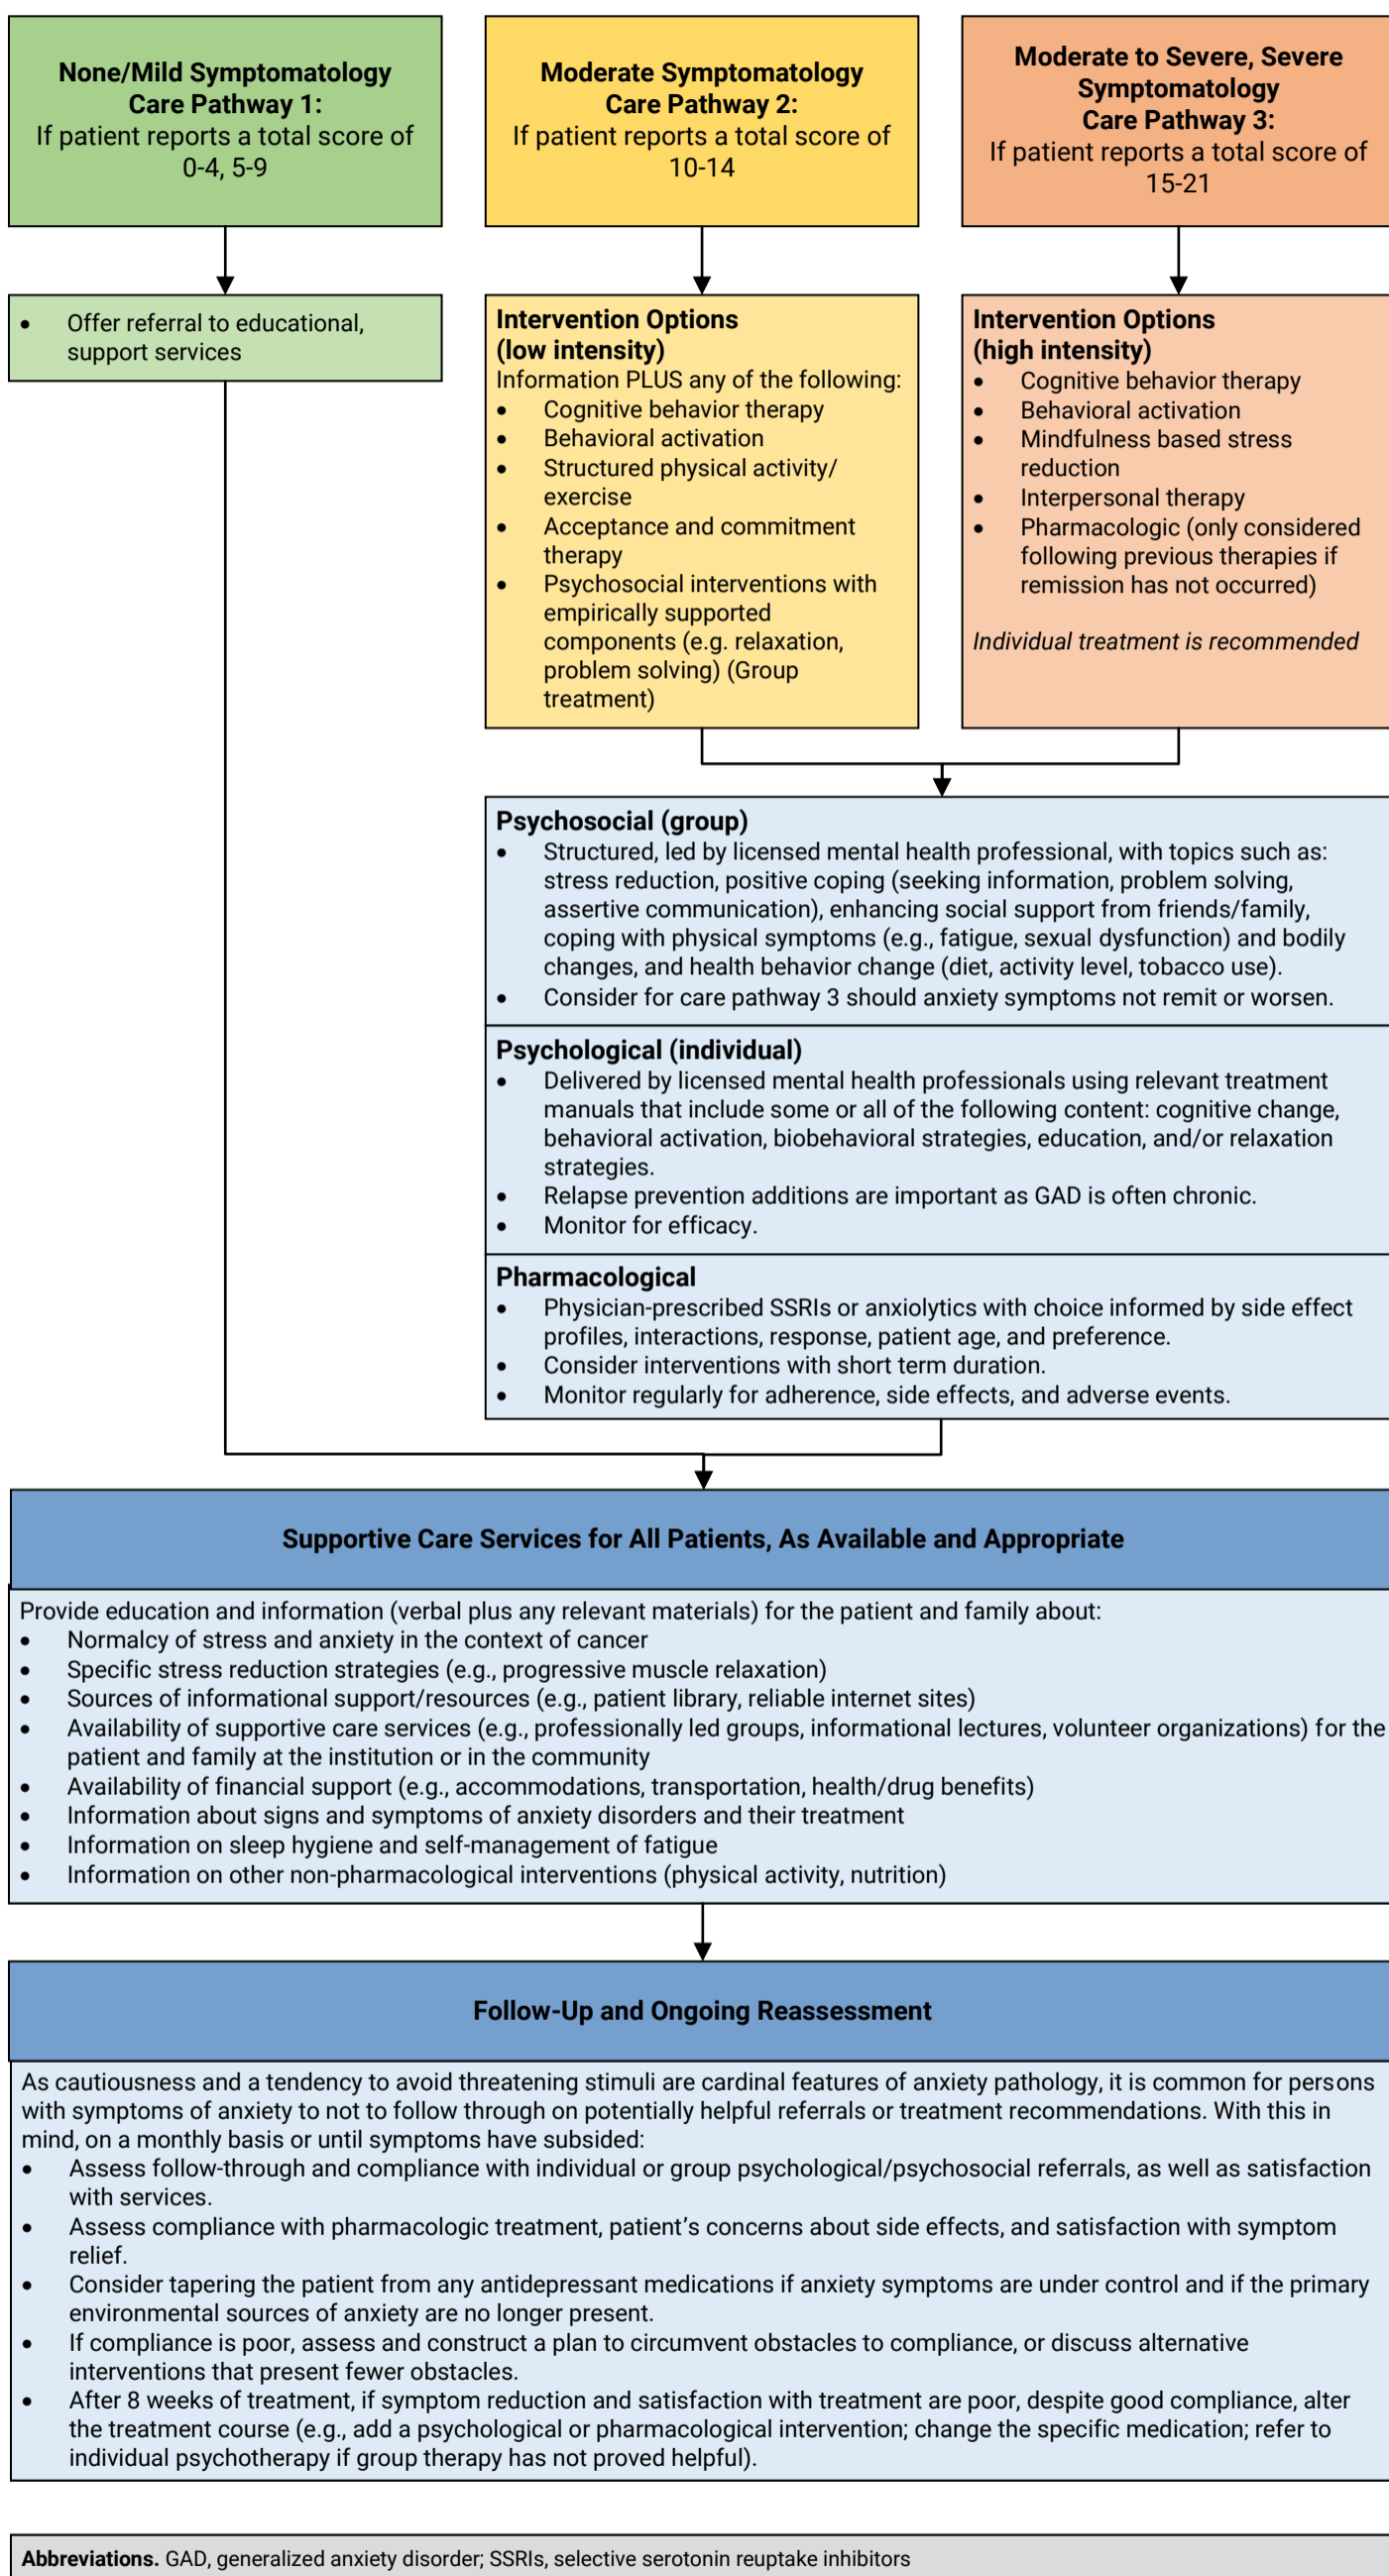 None/Mild Symptomatology
Care Pathway 1:
If patient reports a total score of
0-4, 5-9
Moderate Symptomatology
Care Pathway 2:
If patient reports a total score of
10-14
Moderate to Severe, Severe
Symptomatology
Care Pathway 3:
If patient reports a total score of
15-21
• Offer referral to educational,
support services
Intervention Options
(low intensity)
Information PLUS any of the following:
• Cognitive behavior therapy
• Behavioral activation
• Structured physical activity/
exercise
• Acceptance and commitment
therapy
• Psychosocial interventions with
empirically supported
components (e.g. relaxation,
problem solving) (Group
treatment)
Intervention Options
(high intensity)
• Cognitive behavior therapy
• Behavioral activation
• Mindfulness based stress
reduction
• Interpersonal therapy
• Pharmacologic (only considered
following previous therapies if
remission has not occurred)
Individual treatment is recommended
Psychosocial (group)
• Structured, led by licensed mental health professional, with topics such as:
stress reduction, positive coping (seeking information, problem solving,
assertive communication), enhancing social support from friends/family,
coping with physical symptoms (e.g., fatigue, sexual dysfunction) and bodily
changes, and health behavior change (diet, activity level, tobacco use).
• Consider for care pathway 3 should anxiety symptoms not remit or worsen.
Psychological (individual)
• Delivered by licensed mental health professionals using relevant treatment
manuals that include some or all of the following content: cognitive change,
behavioral activation, biobehavioral strategies, education, and/or relaxation
strategies.
• Relapse prevention additions are important as GAD is often chronic.
• Monitor for efficacy.
Pharmacological
• Physician-prescribed SSRIs or anxiolytics with choice informed by side effect
profiles, interactions, response, patient age, and preference.
• Consider interventions with short term duration.
• Monitor regularly for adherence, side effects, and adverse events.
Supportive Care Services for All Patients, As Available and Appropriate
Provide education and information (verbal plus any relevant materials) for the patient and family about:
• Normalcy of stress and anxiety in the context of cancer
• Specific stress reduction strategies (e.g., progressive muscle relaxation)
• Sources of informational support/resources (e.g., patient library, reliable internet sites)
• Availability of supportive care services (e.g., professionally led groups, informational lectures, volunteer organizations) for the
patient and family at the institution or in the community
• Availability of financial support (e.g., accommodations, transportation, health/drug benefits)
• Information about signs and symptoms of anxiety disorders and their treatment
• Information on sleep hygiene and self-management of fatigue
• Information on other non-pharmacological interventions (physical activity, nutrition)
Follow-Up and Ongoing Reassessment
As cautiousness and a tendency to avoid threatening stimuli are cardinal features of anxiety pathology, it is common for persons
with symptoms of anxiety to not to follow through on potentially helpful referrals or treatment recommendations. With this in
mind, on a monthly basis or until symptoms have subsided:
• Assess follow-through and compliance with individual or group psychological/psychosocial referrals, as well as satisfaction
with services.
• Assess compliance with pharmacologic treatment, patient’s concerns about side effects, and satisfaction with symptom
relief.
• Consider tapering the patient from any antidepressant medications if anxiety symptoms are under control and if the primary
environmental sources of anxiety are no longer present.
• If compliance is poor, assess and construct a plan to circumvent obstacles to compliance, or discuss alternative
interventions that present fewer obstacles.
• After 8 weeks of treatment, if symptom reduction and satisfaction with treatment are poor, despite good compliance, alter
the treatment course (e.g., add a psychological or pharmacological intervention; change the specific medication; refer to
individual psychotherapy if group therapy has not proved helpful).
Abbreviations. GAD, generalized anxiety disorder; SSRIs, selective serotonin reuptake inhibitors